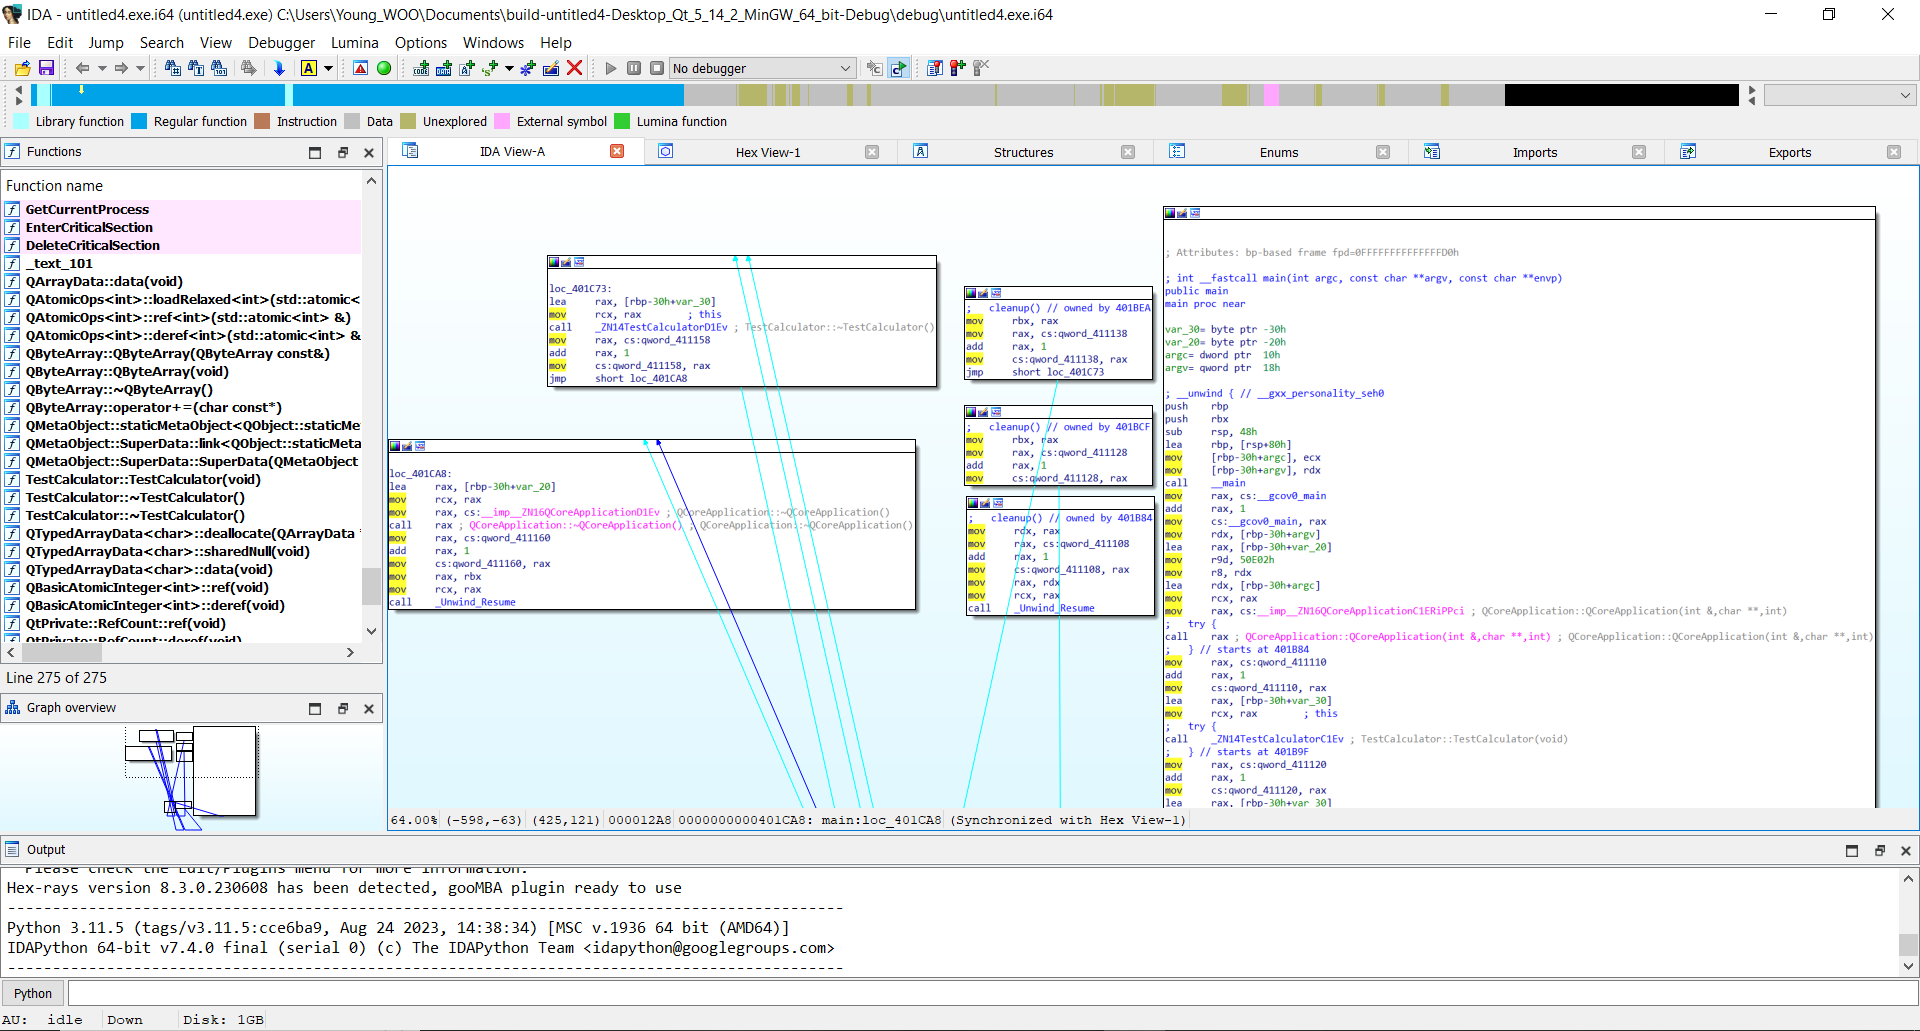 IDA - untitled4.exe.i64 (untitled4.exe) C:\Users\Young_WOO\Documents\build-untitled4-Desktop_Qt_5_14_2_MinGW_64_bit-Debug\debug\untitled4.exe.i64
File Edit Jump Search View Debugger Lumina Options Windows Help
No debugger
Library function Regular function Instruction Data Unexplored External symbol Lumina function
Functions
Function name
GetCurrentProcess
EnterCriticalSection
DeleteCriticalSection
_text_101
QArrayData::data(void)
QAtomicOps<int>::loadRelaxed<int>(std::atomic<
QAtomicOps<int>::ref<int>(std::atomic<int> &)
QAtomicOps<int>::deref<int>(std::atomic<int> &
QByteArray::QByteArray(QByteArray const&)
QByteArray::QByteArray(void)
QByteArray::~QByteArray()
QByteArray::operator+=(char const*)
QMetaObject::staticMetaObject<QObject::staticMe
QMetaObject::SuperData::link<QObject::staticMeta
QMetaObject::SuperData::SuperData(QMetaObject
TestCalculator::TestCalculator(void)
TestCalculator::~TestCalculator()
TestCalculator::~TestCalculator()
QTypedArrayData<char>::deallocate(QArrayData *
QTypedArrayData<char>::sharedNull(void)
QTypedArrayData<char>::data(void)
QBasicAtomicInteger<int>::ref(void)
QBasicAtomicInteger<int>::deref(void)
QtPrivate::RefCount::ref(void)
QtPrivate::RefCount::deref(void)
Line 275 of 275
Graph overview
IDA View-A Hex View-1 Structures Enums Imports Exports
loc_401C73:
lea rax, [rbp-30h+var_30]
mov rcx, rax ; this
call _ZN14TestCalculatorD1Ev ; TestCalculator::~TestCalculator()
mov rax, cs:qword_411158
add rax, 1
mov cs:qword_411158, rax
jmp short loc_401CA8
loc_401CA8:
lea rax, [rbp-30h+var_20]
mov rcx, rax
mov rax, cs:__imp__ZN16QCoreApplicationD1Ev ; QCoreApplication::~QCoreApplication()
call rax ; QCoreApplication::~QCoreApplication() ; QCoreApplication::~QCoreApplication()
mov rax, cs:qword_411160
add rax, 1
mov cs:qword_411160, rax
mov rax, rbx
mov rcx, rax
call _Unwind_Resume
; cleanup() // owned by 401BEA
mov rbx, rax
mov rax, cs:qword_411138
add rax, 1
mov cs:qword_411138, rax
jmp short loc_401C73
; cleanup() // owned by 401BCF
mov rbx, rax
mov rax, cs:qword_411128
add rax, 1
mov cs:qword_411128, rax
; cleanup() // owned by 401B84
mov rdx, rax
mov rax, cs:qword_411108
add rax, 1
mov cs:qword_411108, rax
mov rax, rdx
mov rcx, rax
call _Unwind_Resume
; Attributes: bp-based frame fpd=0FFFFFFFFFFFFFFD0h
; int __fastcall main(int argc, const char **argv, const char **envp)
public main
main proc near
var_30= byte ptr -30h
var_20= byte ptr -20h
argc= dword ptr 10h
argv= qword ptr 18h
; __unwind { // __gxx_personality_seh0
push rbp
push rbx
sub rsp, 48h
lea rbp, [rsp+80h]
mov [rbp-30h+argc], ecx
mov [rbp-30h+argv], rdx
call __main
mov rax, cs:__gcov0_main
add rax, 1
mov cs:__gcov0_main, rax
mov rdx, [rbp-30h+argv]
lea rax, [rbp-30h+var_20]
mov r9d, 50E02h
mov r8, rdx
lea rdx, [rbp-30h+argc]
mov rcx, rax
mov rax, cs:__imp__ZN16QCoreApplicationC1ERiPPci ; QCoreApplication::QCoreApplication(int &,char **,int)
; try {
call rax ; QCoreApplication::QCoreApplication(int &,char **,int) ; QCoreApplication::QCoreApplication(int &,char **,int)
; } // starts at 401B84
mov rax, cs:qword_411110
add rax, 1
mov cs:qword_411110, rax
lea rax, [rbp-30h+var_30]
mov rcx, rax ; this
; try {
call _ZN14TestCalculatorC1Ev ; TestCalculator::TestCalculator(void)
; } // starts at 401B9F
mov rax, cs:qword_411120
add rax, 1
mov cs:qword_411120, rax
lea rax, [rbp-30h+var_30]
64.00% (-598,-63) (425,121) 000012A8 0000000000401CA8: main:loc_401CA8 (Synchronized with Hex View-1)
Output
Please check the Edit/Plugins menu for more information.
Hex-rays version 8.3.0.230608 has been detected, gooMBA plugin ready to use
Python 3.11.5 (tags/v3.11.5:cce6ba9, Aug 24 2023, 14:38:34) [MSC v.1936 64 bit (AMD64)]
IDAPython 64-bit v7.4.0 final (serial 0) (c) The IDAPython Team <idapython@googlegroups.com>
Python
AU: idle Down Disk: 1GB